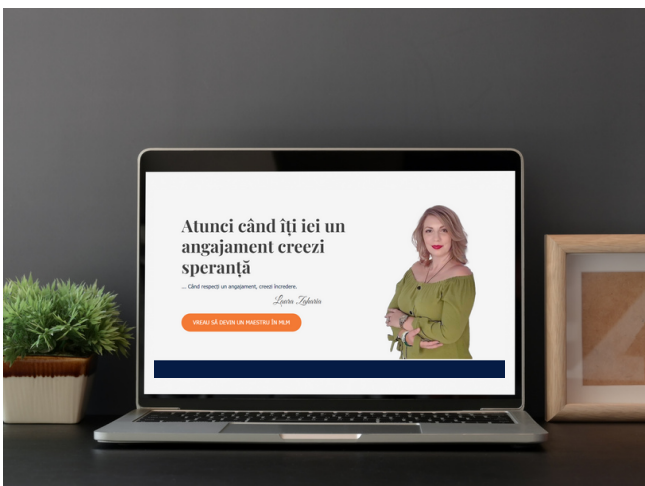 Atunci când îți iei un
angajament creezi
speranță
... Când respecți un angajament, creezi încredere.
Laura Zaharia
VREAU SĂ DEVIN UN MAESTRU ÎN MLM